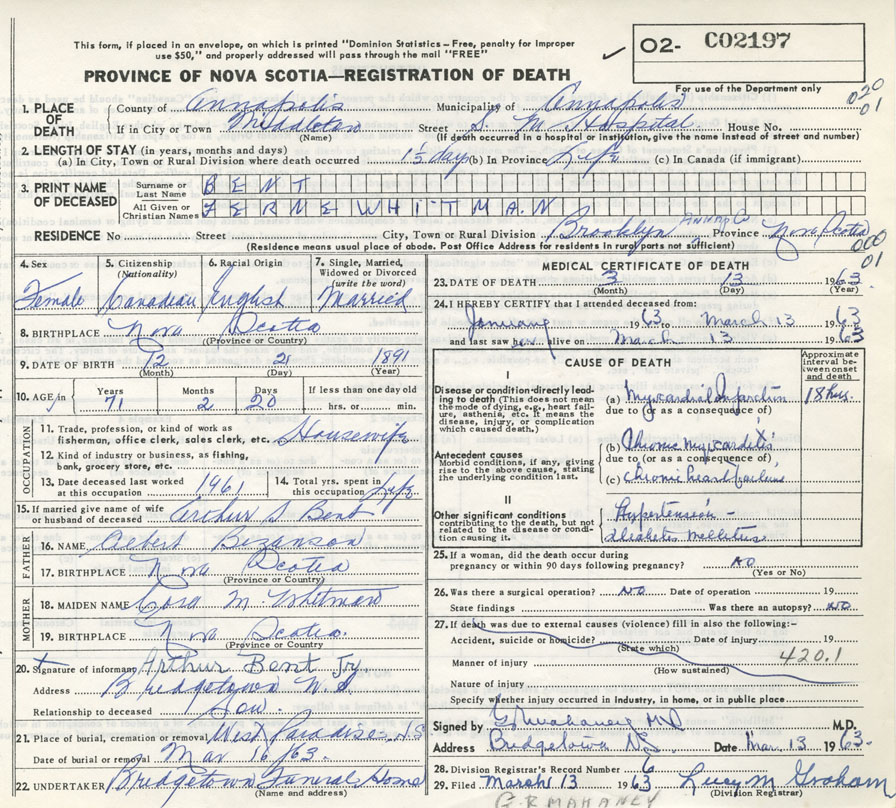 This form, if placed in an envelope, on which is printed "Dominion Statistics—Free, penalty for improper
use $50," and properly addressed will pass through the mail "FREE"
✓ O2- C02197
For use of the Department only
020
01
PROVINCE OF NOVA SCOTIA—REGISTRATION OF DEATH
1. PLACE OF DEATH County of Annapolis Municipality of Annapolis
If in City or Town Middleton Street S. M Hospital House No.
(Name) (If death occurred in a hospital or institution, give the name instead of street and number)
2. LENGTH OF STAY (in years, months and days)
(a) In City, Town or Rural Division where death occurred 1½ day (b) In Province Life (c) In Canada (if immigrant)
3. PRINT NAME OF DECEASED Surname or Last Name BENT
All Given or Christian Names ZERME WHITMAN
RESIDENCE No Street City, Town or Rural Division Brooklyn Annap Co Province Nova Scotia
(Residence means usual place of abode. Post Office Address for residents in rural parts not sufficient)
000
01
4. Sex 5. Citizenship (Nationality) 6. Racial Origin 7. Single, Married, Widowed or Divorced (write the word)
Female Canadian English Married
8. BIRTHPLACE Nova Scotia
(Province or Country)
9. DATE OF BIRTH 12 21 1891
(Month) (Day) (Year)
10. AGE Years Months Days If less than one day old
71 2 20 hrs. or min.
OCCUPATION
11. Trade, profession, or kind of work as
fisherman, office clerk, sales clerk, etc. Housewife
12. Kind of industry or business, as fishing,
bank, grocery store, etc.
13. Date deceased last worked at this occupation 1961 14. Total yrs. spent in this occupation Life
15. If married give name of wife or husband of deceased Arthur S Bent
FATHER
16. NAME Albert Bezanson
17. BIRTHPLACE Nova Scotia
(Province or Country)
MOTHER
18. MAIDEN NAME Cora M Whitman
19. BIRTHPLACE Nova Scotia.
(Province or Country)
20. Signature of informant Arthur Bent Jr.
Address Bridgetown N.S
Relationship to deceased Son.
21. Place of burial, cremation or removal West Paradise N.S
Date of burial or removal Mar 16/63.
22. UNDERTAKER Bridgetown Funeral Home
(Name and address)
MEDICAL CERTIFICATE OF DEATH
23. DATE OF DEATH 3 13 1963
(Month) (Day) (Year)
24. I HEREBY CERTIFY that I attended deceased from:
January 1963 to March 13 1963
and last saw her alive on March 13 1963
CAUSE OF DEATH
Approximate interval between onset and death
I
Disease or condition directly leading to death (This does not mean the mode of dying, e.g., heart failure, asthenia, etc. It means the disease, injury, or complication which caused death.)
(a) Myocardial Infarction 18 hrs.
due to (or as a consequence of)
Antecedent causes
Morbid conditions, if any, giving rise to the above cause, stating the underlying condition last.
(b) Chronic myocarditis
due to (or as a consequence of)
(c) Chronic heart failure
II
Other significant conditions contributing to the death, but not related to the disease or condition causing it.
Hypertension -
diabetes mellitus
25. If a woman, did the death occur during
pregnancy or within 90 days following pregnancy? NO
(Yes or No)
26. Was there a surgical operation? NO Date of operation 19
State findings Was there an autopsy? NO
27. If death was due to external causes (violence) fill in also the following:—
Accident, suicide or homicide? Date of injury 19
(State which)
Manner of injury 420.1
(How sustained)
Nature of injury
Specify whether injury occurred in industry, in home, or in public place
Signed by G R Mahaney MD M.D.
Address Bridgetown NS Date Mar. 13 1963.
28. Division Registrar's Record Number 6
29. Filed March 13 1963 Lucy M Graham
(Division Registrar)
G R MAHANEY